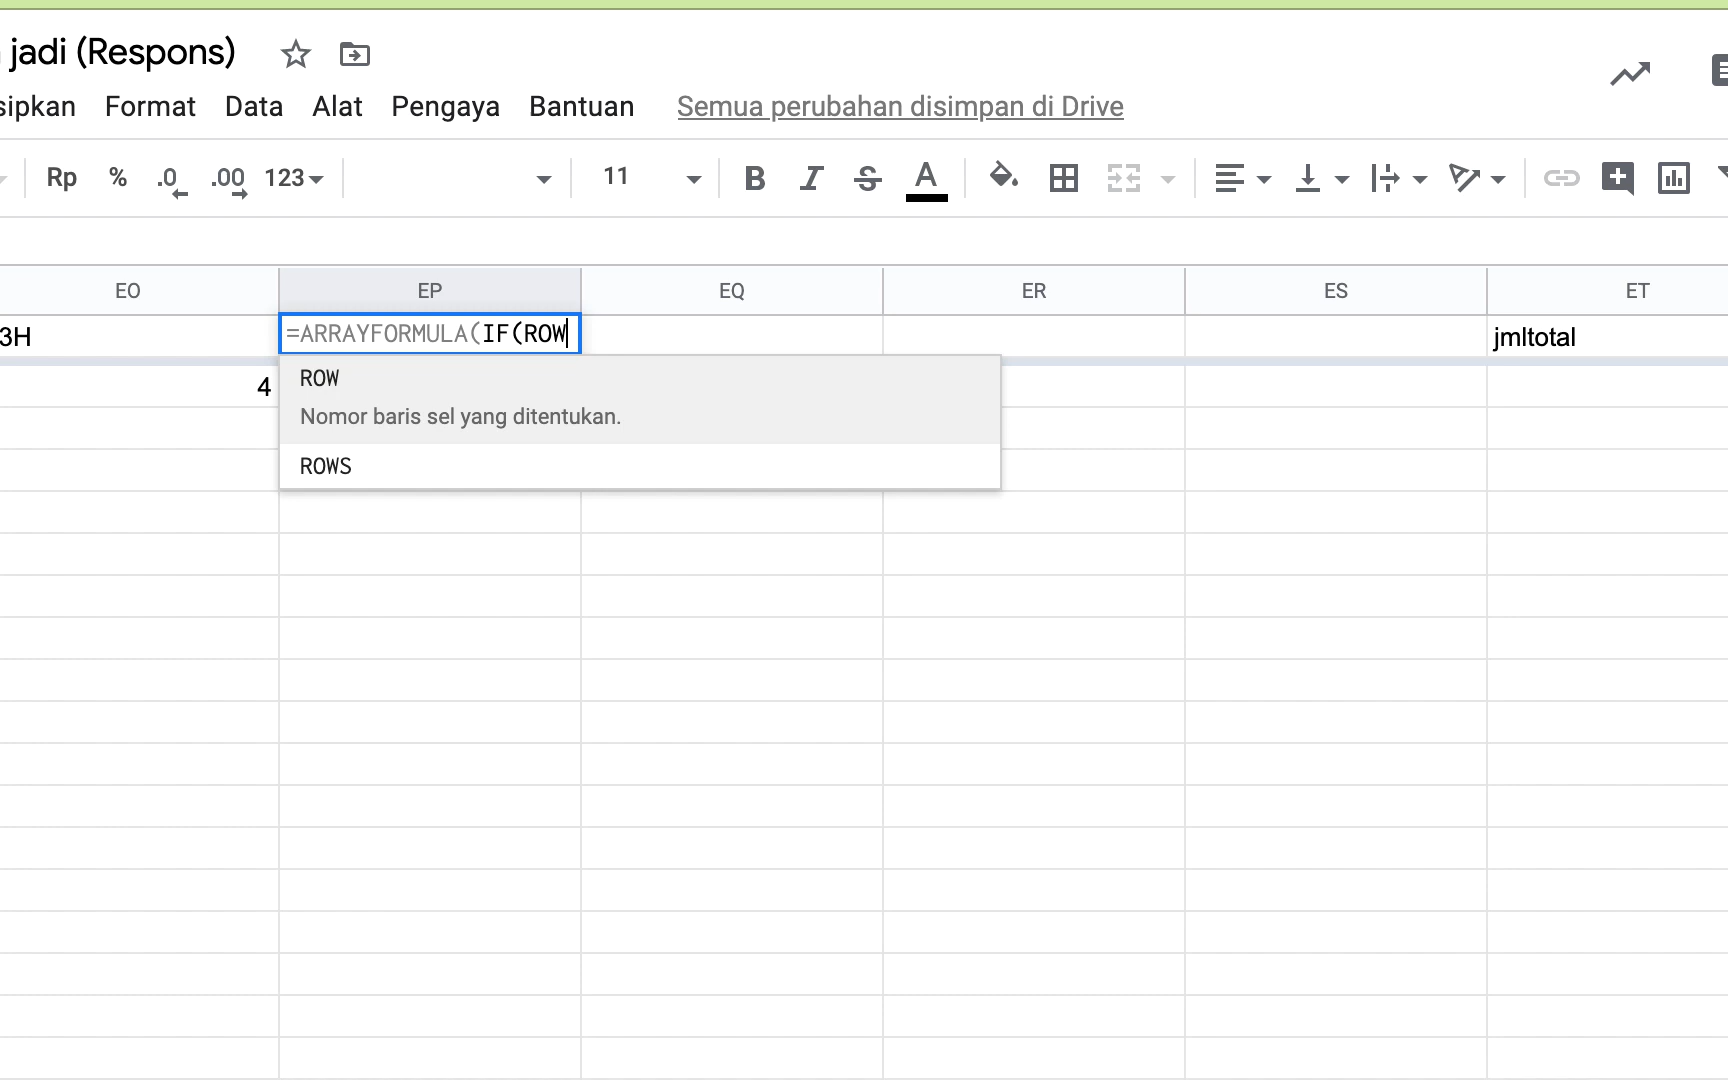 jadi (Respons)
sipkan Format Data Alat Pengaya Bantuan Semua perubahan disimpan di Drive
Rp % .0 .00 123 11 B I S A
EO EP EQ ER ES ET
3H =ARRAYFORMULA(IF(ROW jmltotal
4 ROW
Nomor baris sel yang ditentukan.
ROWS